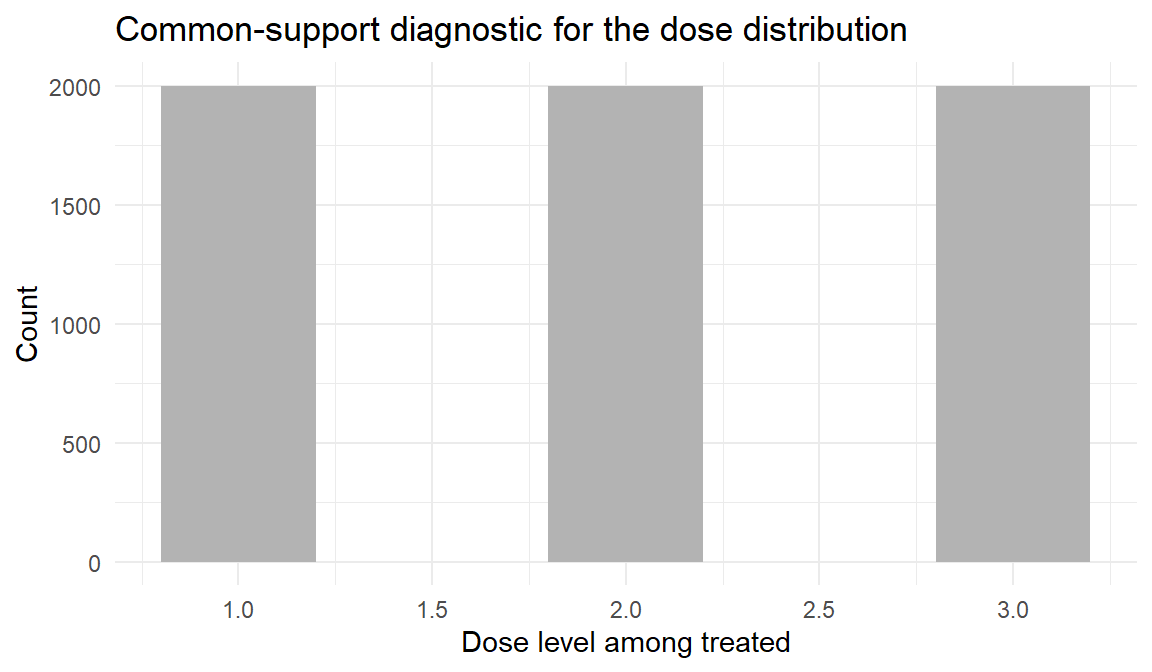 Common-support diagnostic for the dose distribution
2000
1500
1000
500
0
Count
1.0 1.5 2.0 2.5 3.0
Dose level among treated